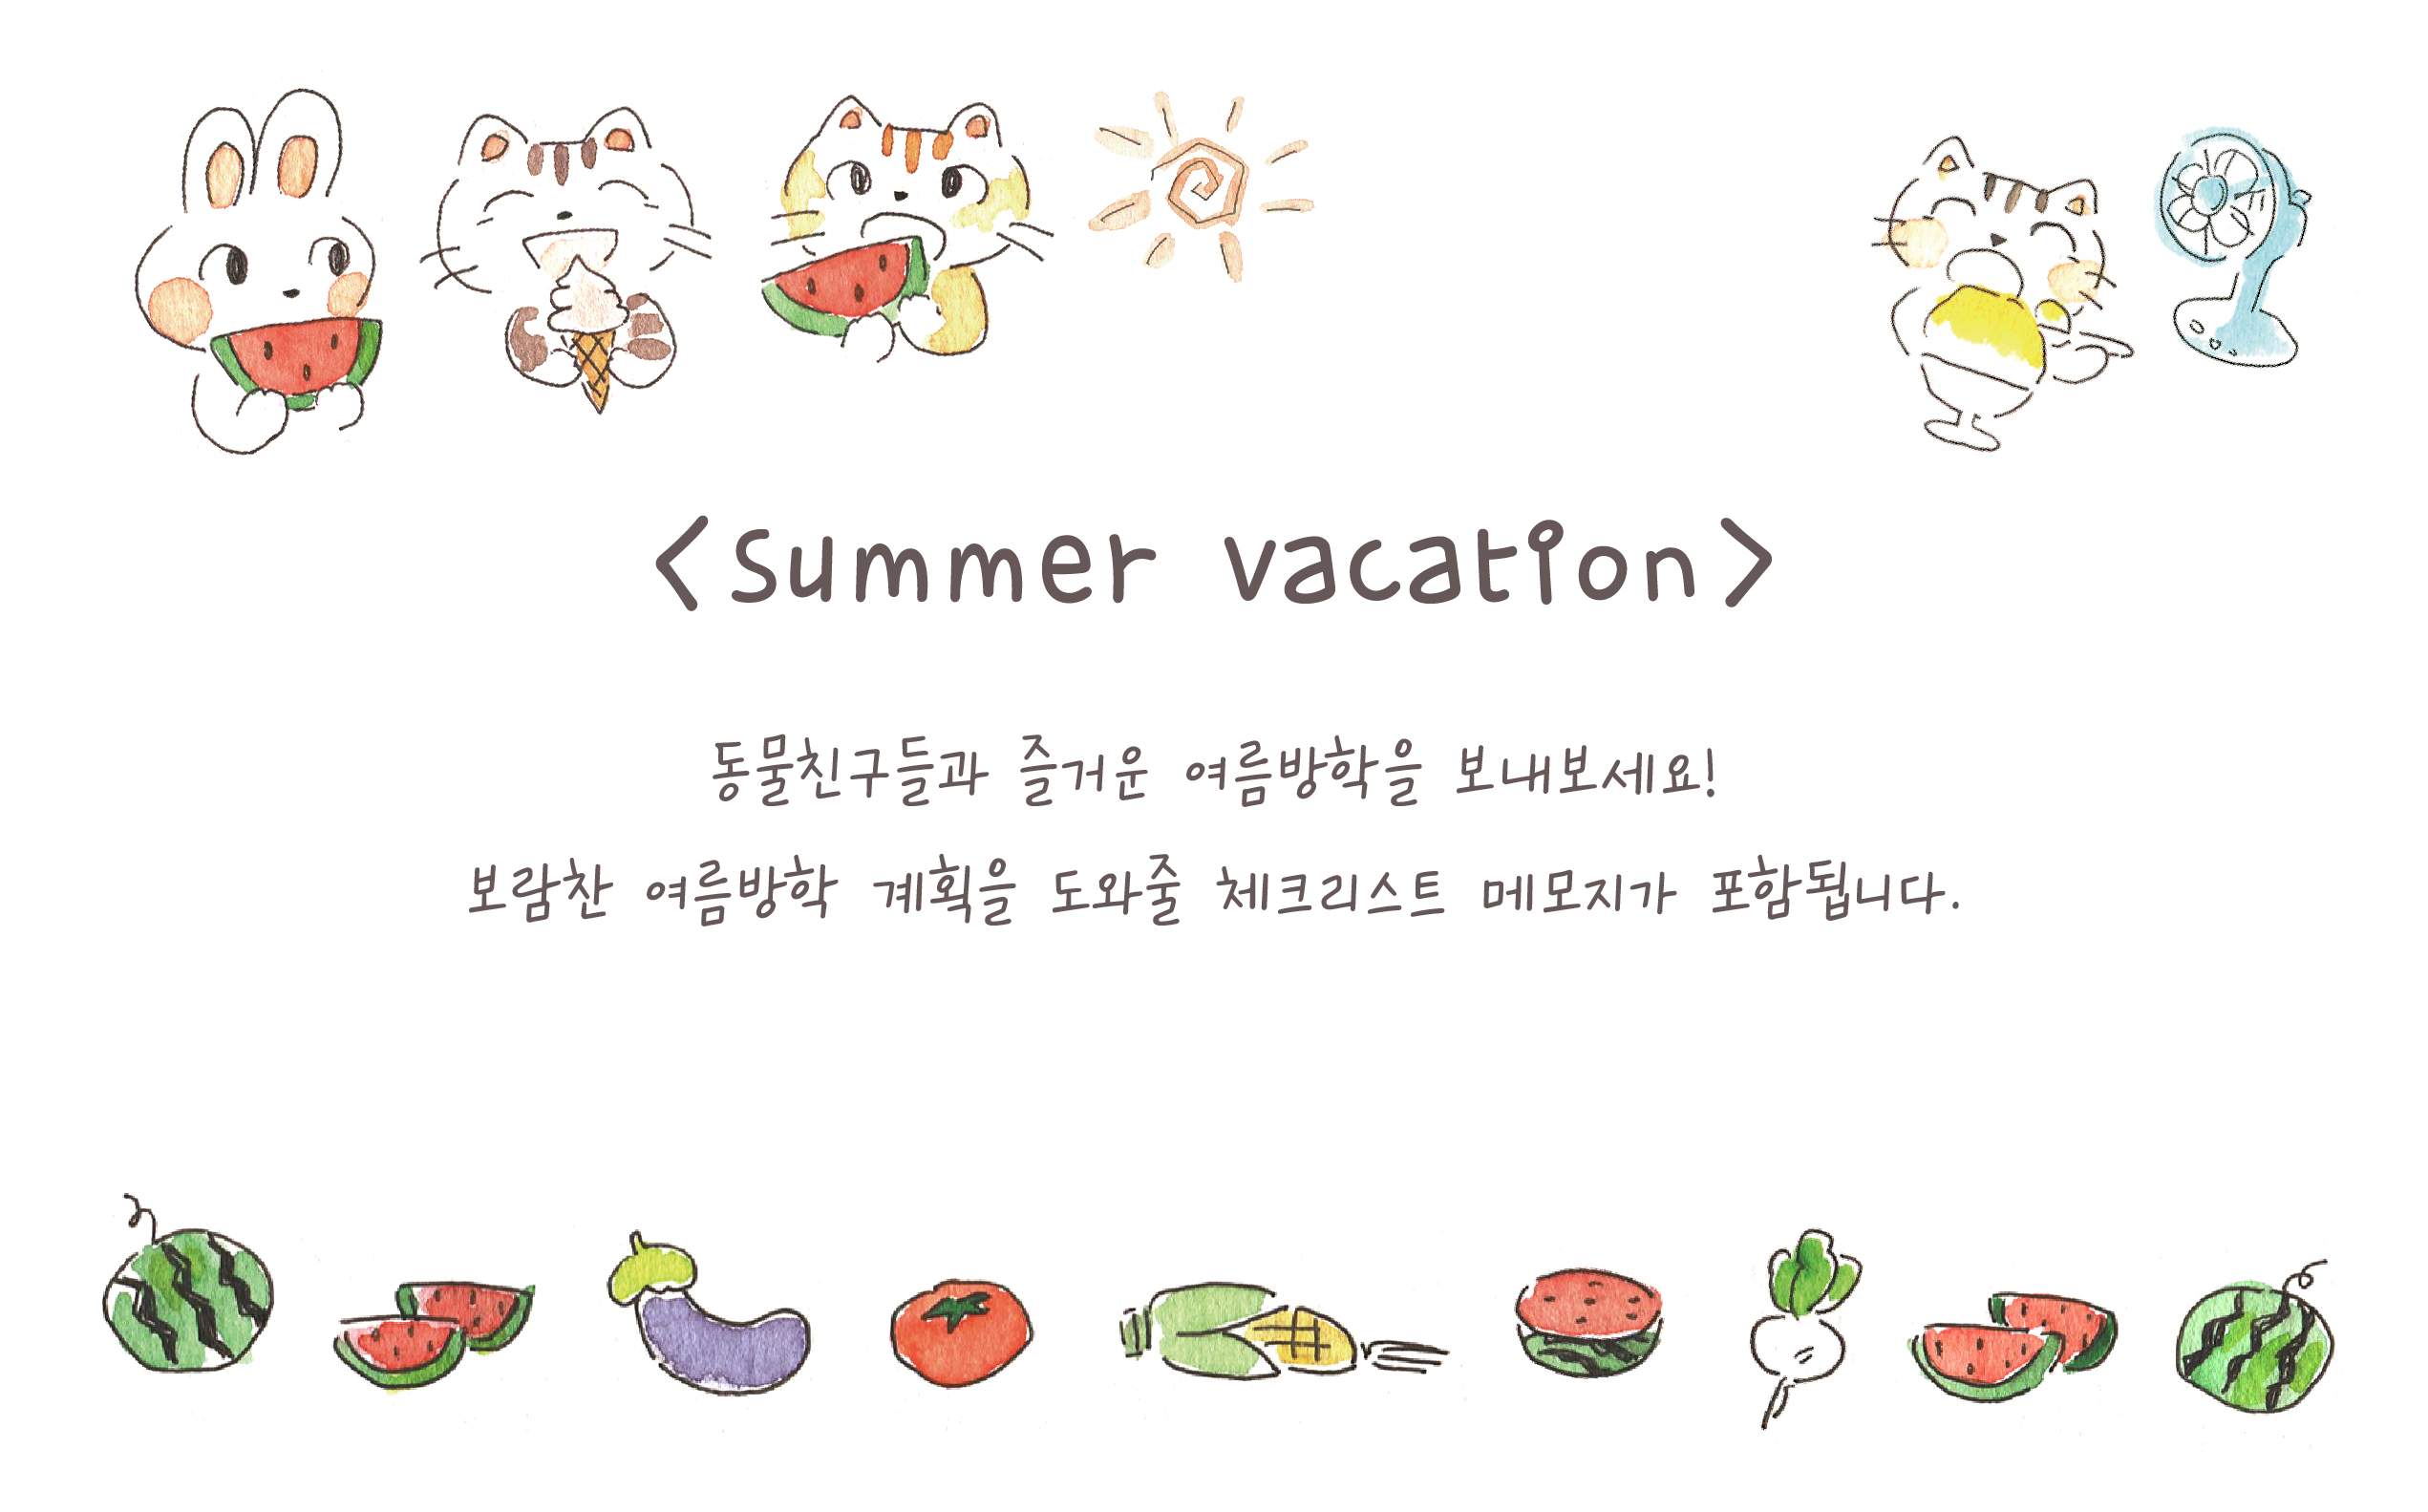 <summer vacation>
동물친구들과 즐거운 여름방학을 보내보세요!
보람찬 여름방학 계획을 도와줄 체크리스트 메모지가 포함됩니다.